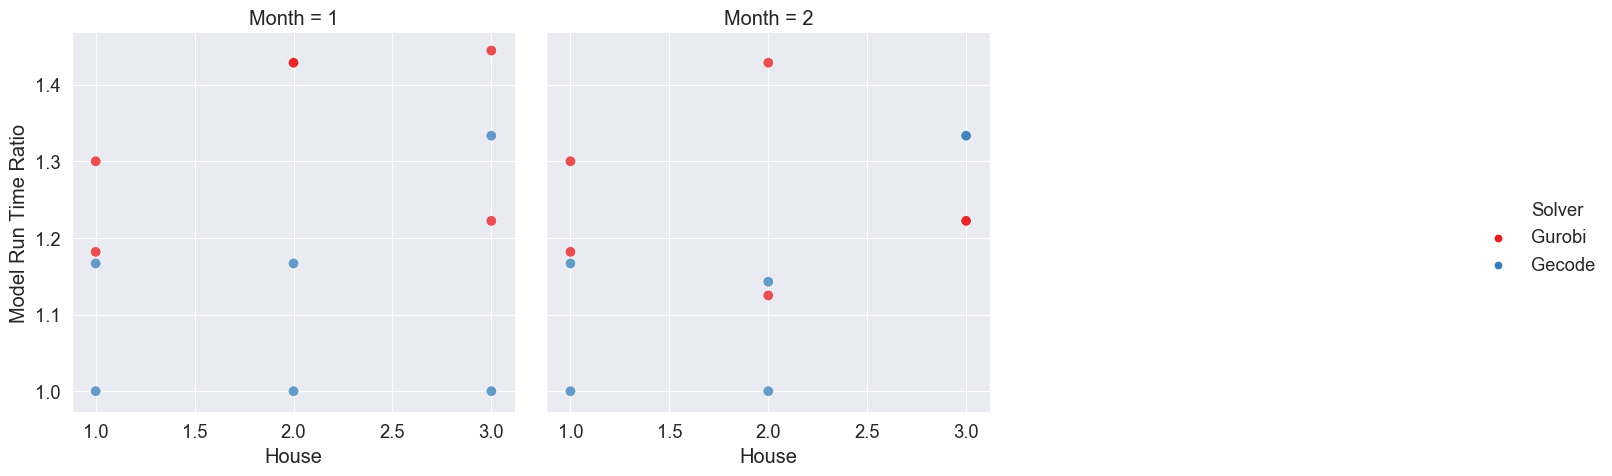 Month = 1
Month = 2
Model Run Time Ratio
1.4
1.3
1.2
1.1
1.0
1.0 1.5 2.0 2.5 3.0
House
1.0 1.5 2.0 2.5 3.0
House
Solver
Gurobi
Gecode